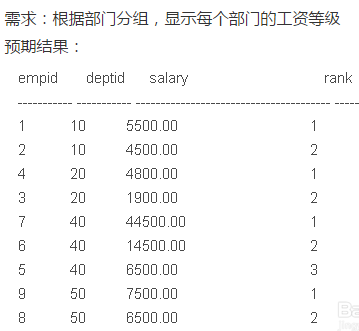 需求：根据部门分组，显示每个部门的工资等级
预期结果：
empid deptid salary rank
----------- ----------- --------------------------------------- -----
1 10 5500.00 1
2 10 4500.00 2
4 20 4800.00 1
3 20 1900.00 2
7 40 44500.00 1
6 40 14500.00 2
5 40 6500.00 3
9 50 7500.00 1
8 50 6500.00 2